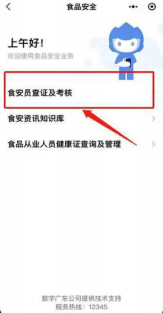 食品安全
上午好！
欢迎使用食品安全业务
食安员查证及考核
食安资讯知识库
食品从业人员健康证查询及管理
数字广东公司提供技术支持
服务热线：12345